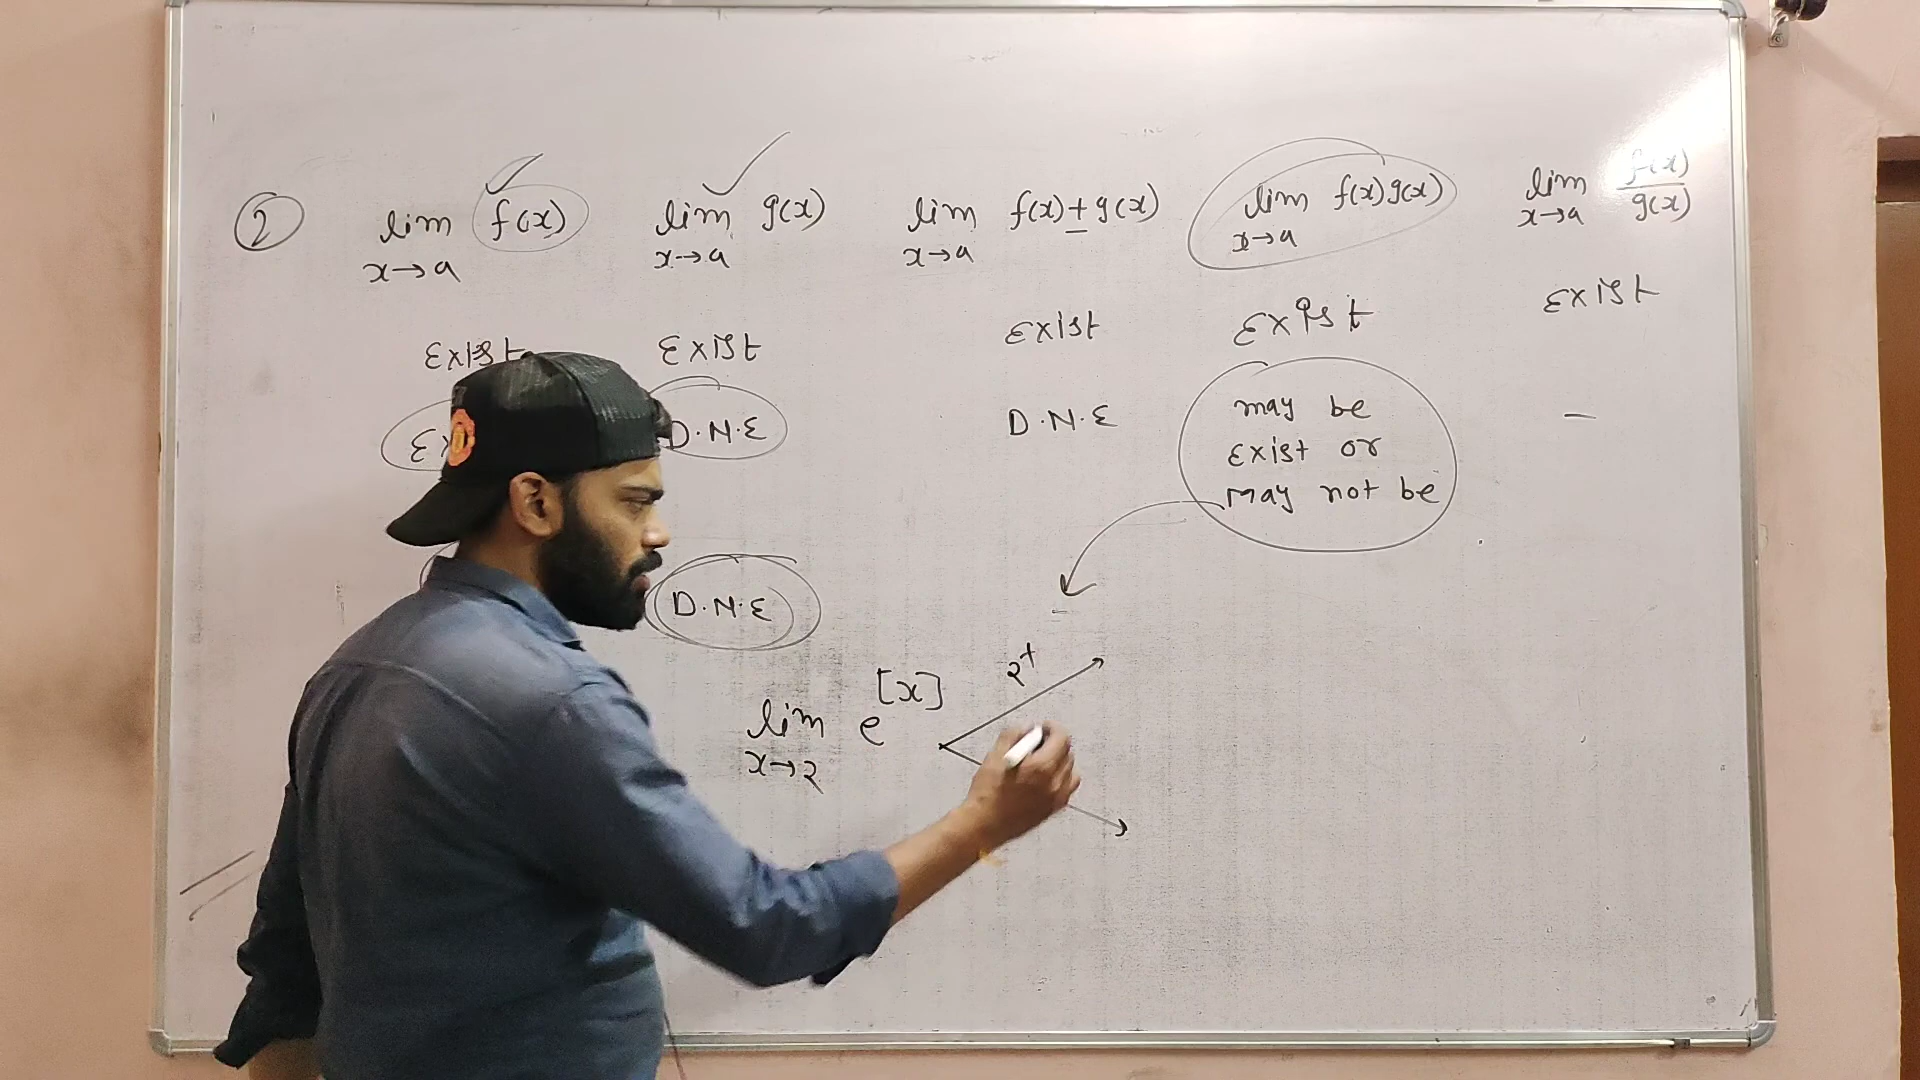 2
lim f(x)
x→a
lim g(x)
x→a
lim f(x) ± g(x)
x→a
lim f(x)g(x)
x→a
lim f(x)/g(x)
x→a
Exist Exist Exist Exist Exist
D.N.E D.N.E may be
exist or
may not be
—
D.N.E
lim e^[x]
x→2
2⁺